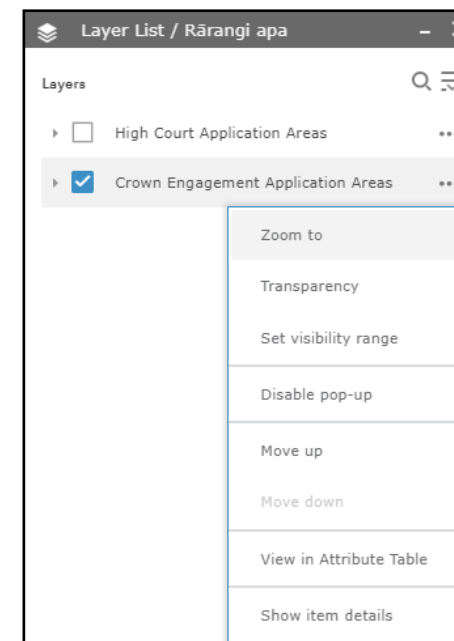 Layer List / Rārangi apa
Layers
High Court Application Areas
Crown Engagement Application Areas
Zoom to
Transparency
Set visibility range
Disable pop-up
Move up
Move down
View in Attribute Table
Show item details